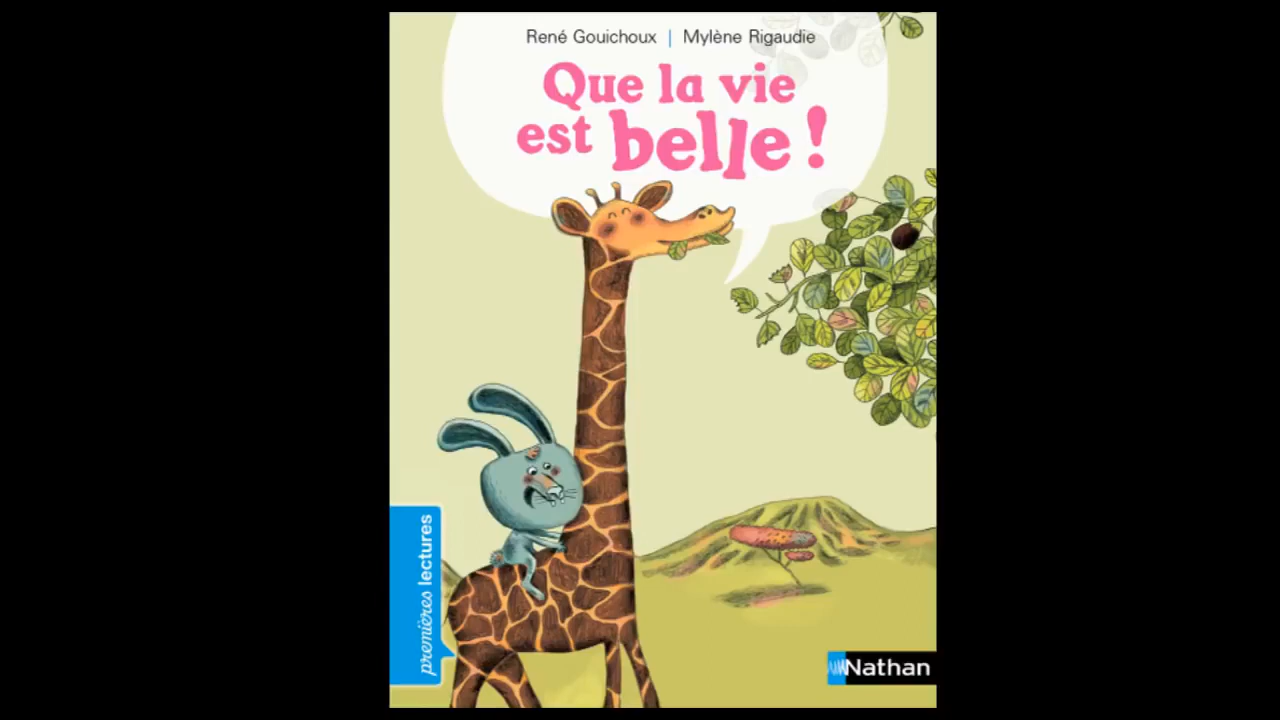 René Gouichoux | Mylène Rigaudie
Que la vie
est belle !
premières lectures
Nathan